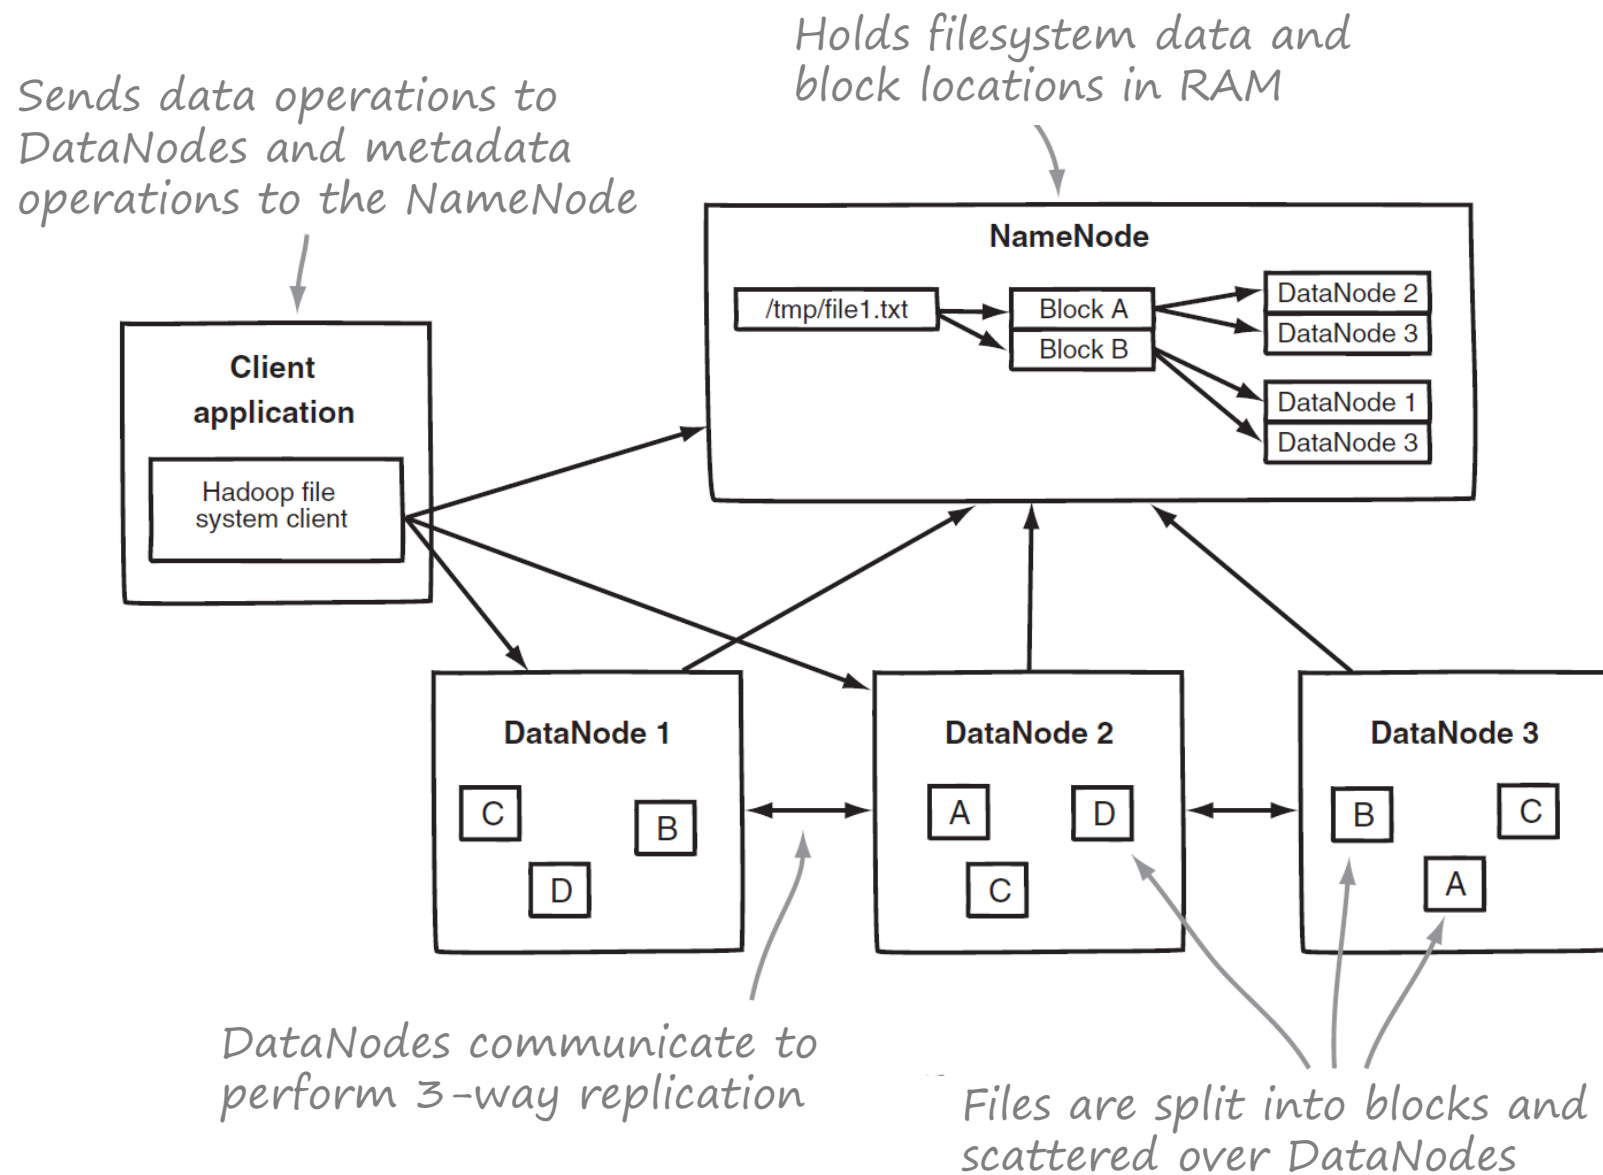 Holds filesystem data and
block locations in RAM
Sends data operations to
DataNodes and metadata
operations to the NameNode
NameNode
/tmp/file1.txt
Block A
Block B
DataNode 2
DataNode 3
DataNode 1
DataNode 3
Client
application
Hadoop file
system client
DataNode 1
C
B
D
DataNode 2
A
D
C
DataNode 3
B
C
A
DataNodes communicate to
perform 3-way replication
Files are split into blocks and
scattered over DataNodes